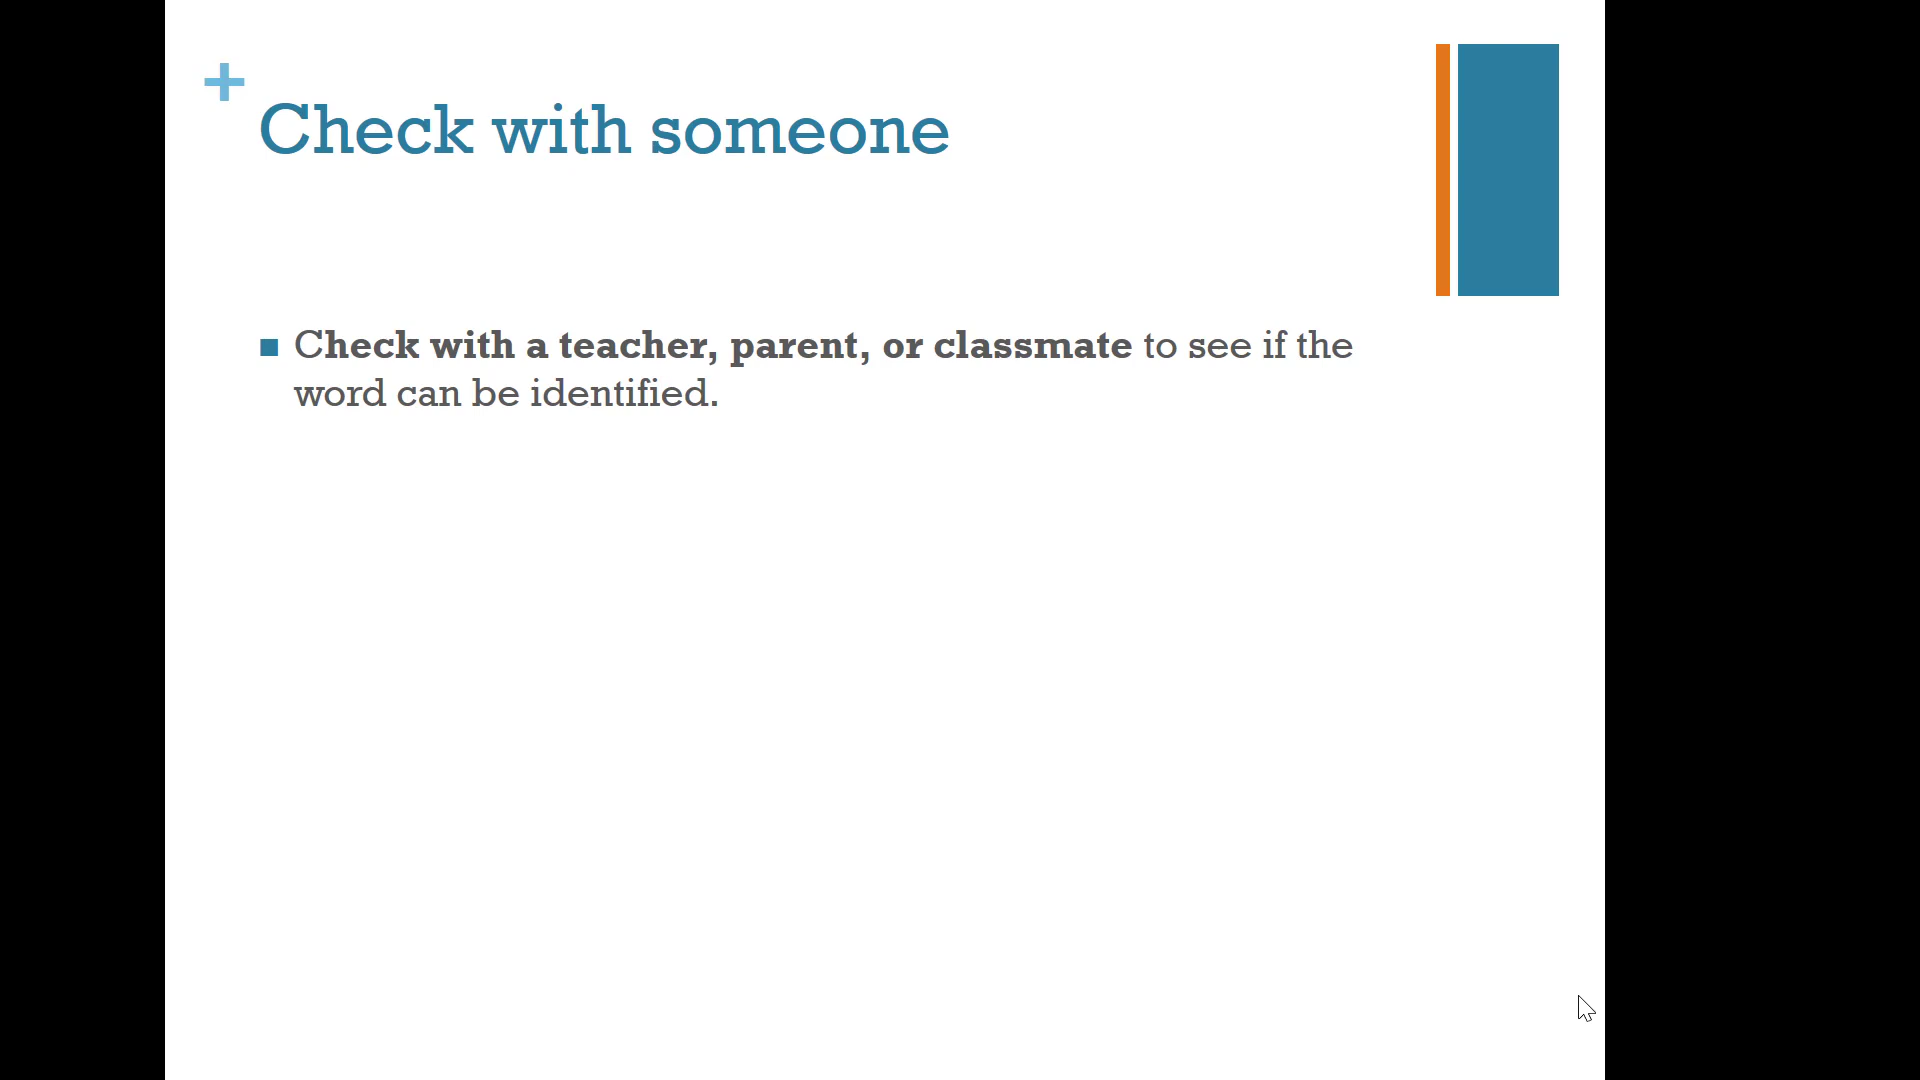 +
Check with someone
■ Check with a teacher, parent, or classmate to see if the
word can be identified.